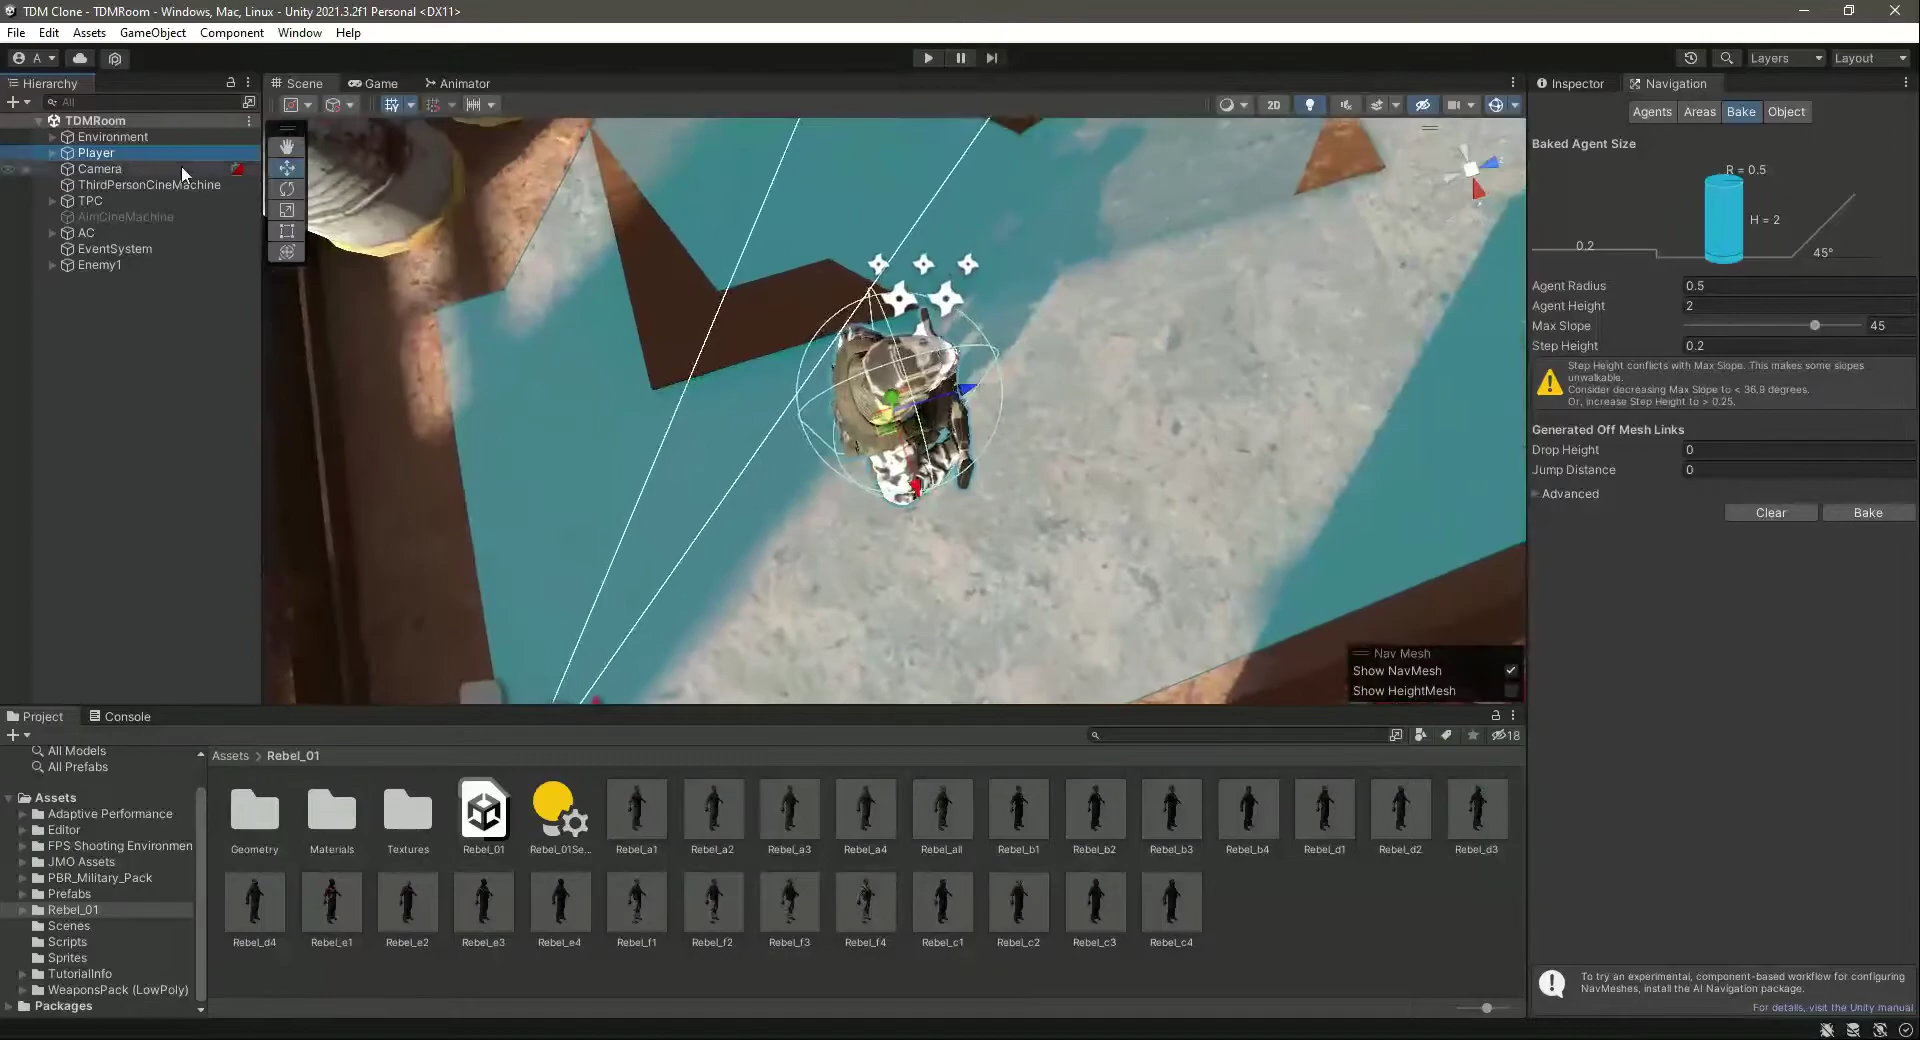 TDM Clone - TDMRoom - Windows, Mac, Linux - Unity 2021.3.2f1 Personal <DX11>
File Edit Assets GameObject Component Window Help
A Layers Layout
Hierarchy Scene Game Animator Inspector Navigation
All 2D Agents Areas Bake Object
TDMRoom
Environment
Player
Camera
ThirdPersonCineMachine
TPC
AimCineMachine
AC
EventSystem
Enemy1
Baked Agent Size
R = 0.5
H = 2
0.2
45°
Agent Radius 0.5
Agent Height 2
Max Slope 45
Step Height 0.2
Step Height conflicts with Max Slope. This makes some slopes
unwalkable.
Consider decreasing Max Slope to < 36.9 degrees.
Or, increase Step Height to > 0.25.
Generated Off Mesh Links
Drop Height 0
Jump Distance 0
Advanced
Clear Bake
Nav Mesh
Show NavMesh
Show HeightMesh
Project Console
18
All Models
All Prefabs
Assets
Adaptive Performance
Editor
FPS Shooting Environmen
JMO Assets
PBR_Military_Pack
Prefabs
Rebel_01
Scenes
Scripts
Sprites
TutorialInfo
WeaponsPack (LowPoly)
Packages
Assets > Rebel_01
Geometry Materials Textures Rebel_01 Rebel_01Se... Rebel_a1 Rebel_a2 Rebel_a3 Rebel_a4 Rebel_all Rebel_b1 Rebel_b2 Rebel_b3 Rebel_b4 Rebel_d1 Rebel_d2 Rebel_d3
Rebel_d4 Rebel_e1 Rebel_e2 Rebel_e3 Rebel_e4 Rebel_f1 Rebel_f2 Rebel_f3 Rebel_f4 Rebel_c1 Rebel_c2 Rebel_c3 Rebel_c4
To try an experimental, component-based workflow for configuring
NavMeshes, install the AI Navigation package.
For details, visit the Unity manual